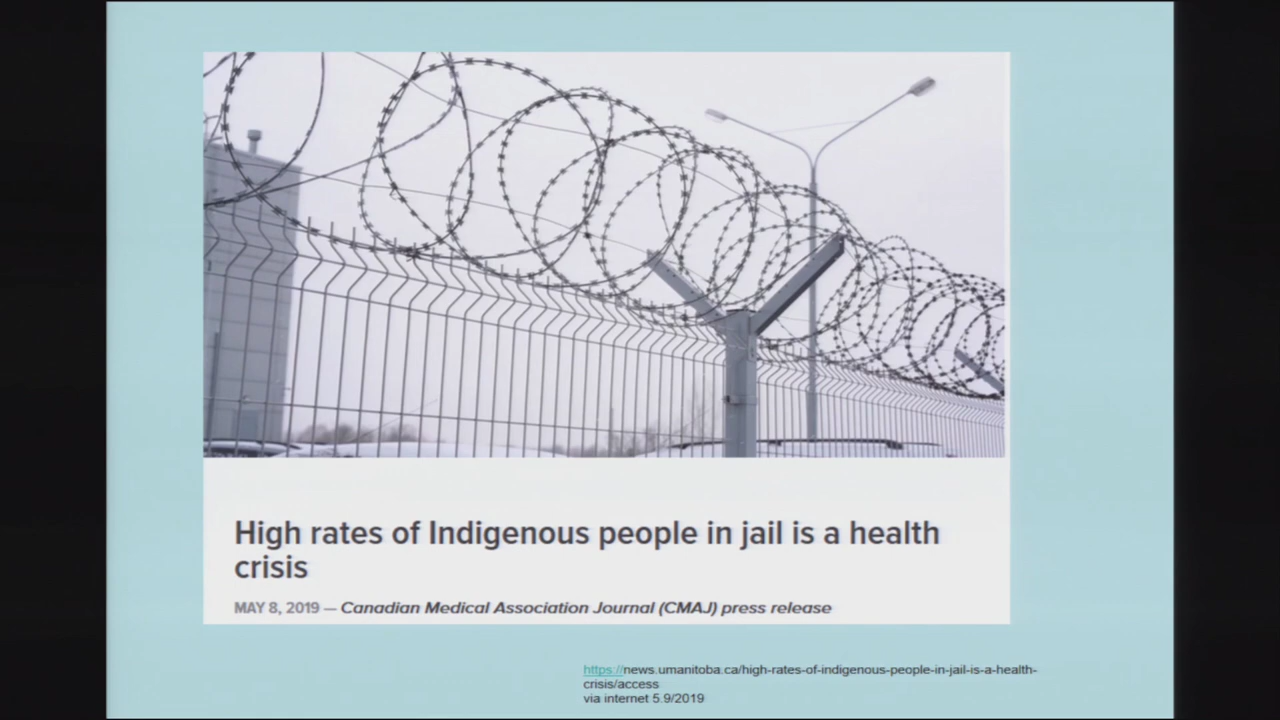 High rates of Indigenous people in jail is a health
crisis
MAY 8, 2019 — Canadian Medical Association Journal (CMAJ) press release
https://news.umanitoba.ca/high-rates-of-indigenous-people-in-jail-is-a-health-
crisis/access
via internet 5.9/2019